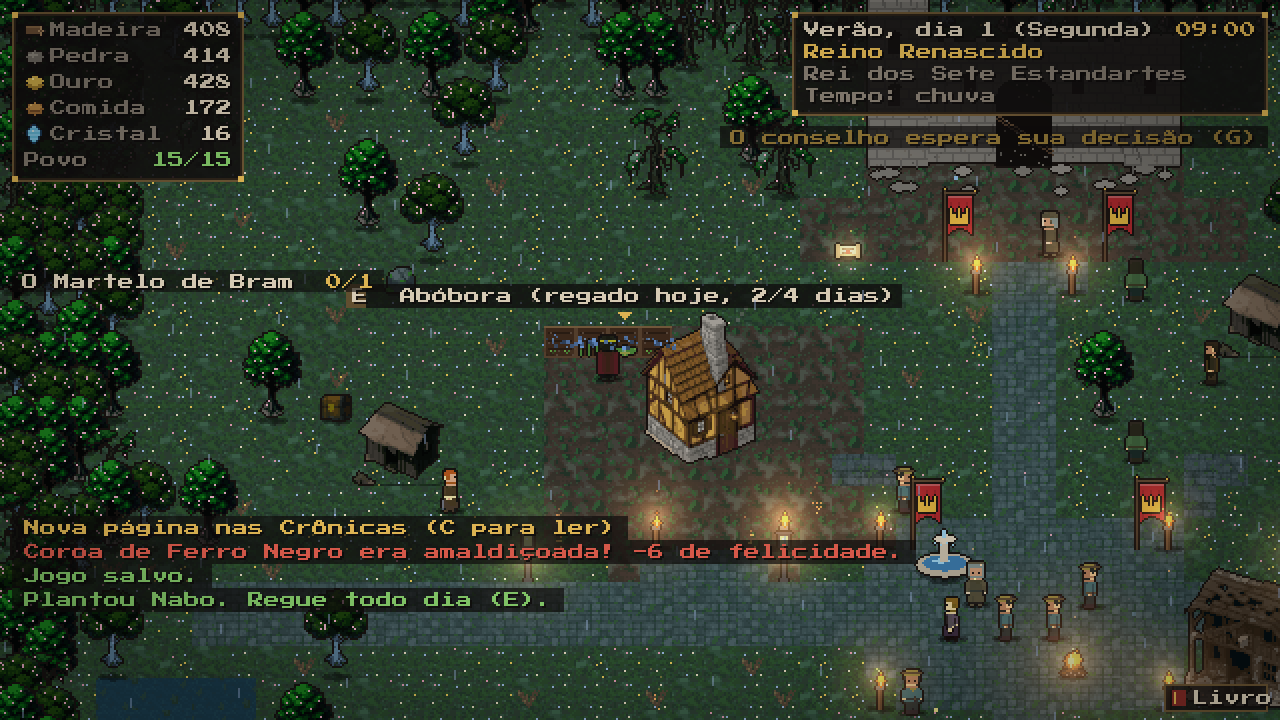 Madeira 408
Pedra 414
Ouro 428
Comida 172
Cristal 16
Povo 15/15
Verão, dia 1 (Segunda) 09:00
Reino Renascido
Rei dos Sete Estandartes
Tempo: chuva
O conselho espera sua decisão (G)
O Martelo de Bram 0/1
E Abóbora (regado hoje, 2/4 dias)
Nova página nas Crônicas (C para ler)
Coroa de Ferro Negro era amaldiçoada! -6 de felicidade.
Jogo salvo.
Plantou Nabo. Regue todo dia (E).
Livro